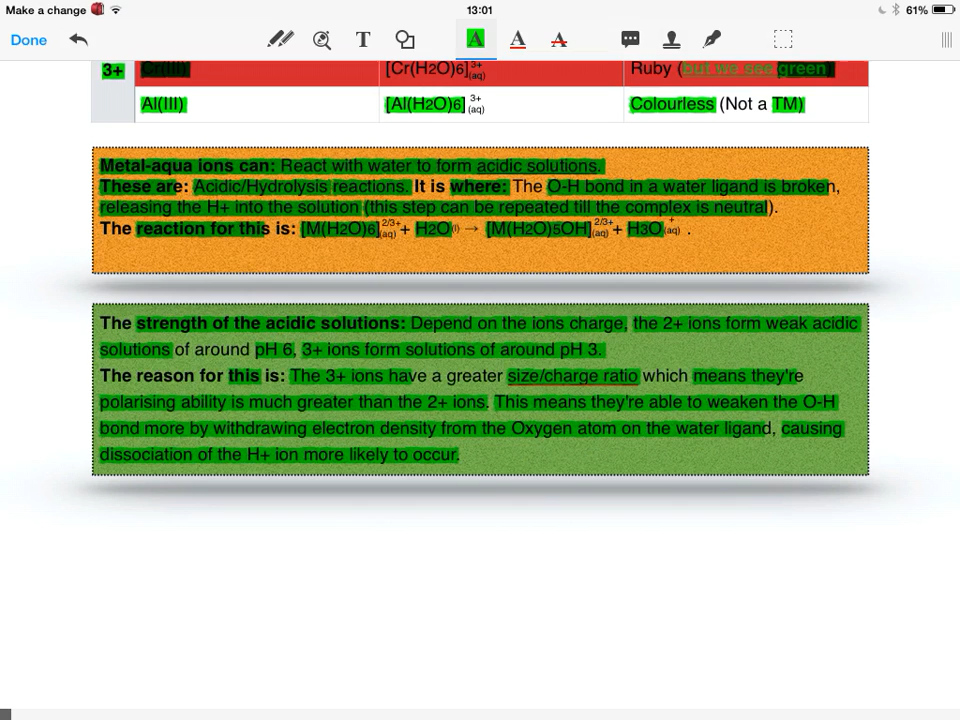 Make a change 13:01 61%
Done T A A A
3+ Cr(III) [Cr(H2O)6]3+(aq) Ruby (but we see green)
Al(III) [Al(H2O)6]3+(aq) Colourless (Not a TM)
Metal-aqua ions can: React with water to form acidic solutions.
These are: Acidic/Hydrolysis reactions. It is where: The O-H bond in a water ligand is broken,
releasing the H+ into the solution (this step can be repeated till the complex is neutral).
The reaction for this is: [M(H2O)6]2/3+(aq) + H2O(l) → [M(H2O)5OH]2/3+(aq) + H3O+(aq) .
The strength of the acidic solutions: Depend on the ions charge, the 2+ ions form weak acidic
solutions of around pH 6, 3+ ions form solutions of around pH 3.
The reason for this is: The 3+ ions have a greater size/charge ratio which means they're
polarising ability is much greater than the 2+ ions. This means they're able to weaken the O-H
bond more by withdrawing electron density from the Oxygen atom on the water ligand, causing
dissociation of the H+ ion more likely to occur.